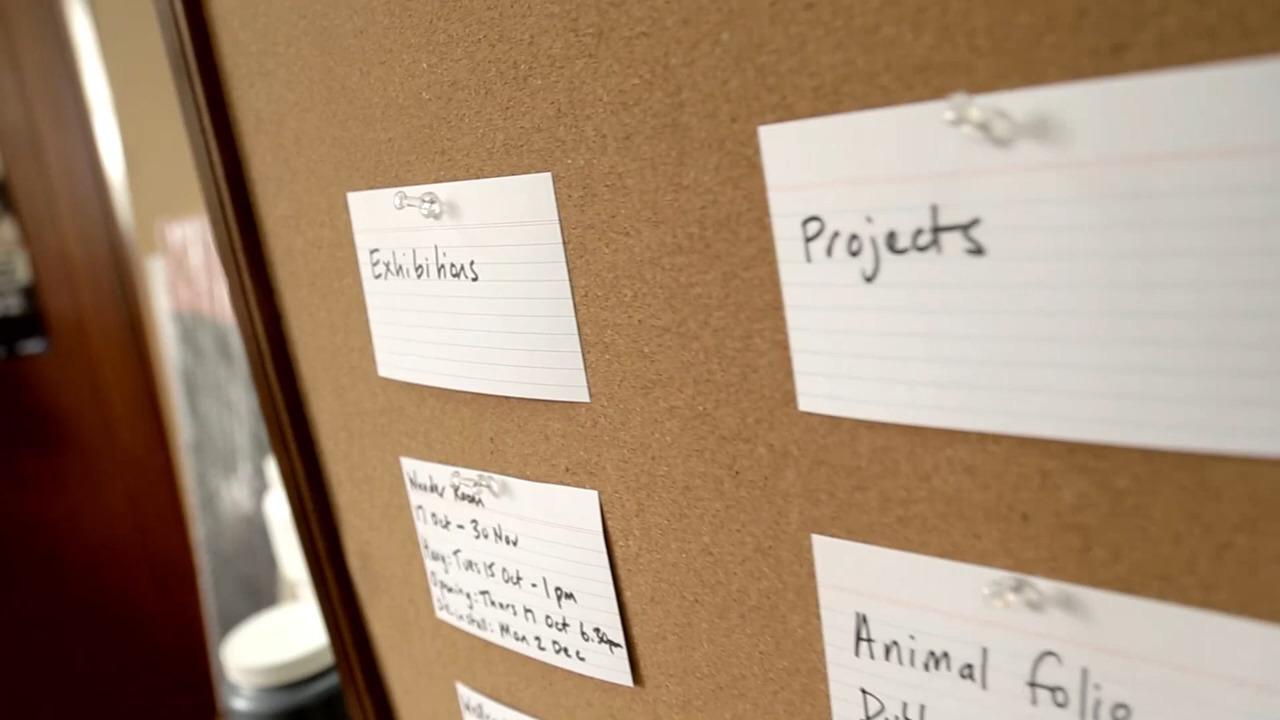 Exhibitions
Wonder Room
17 Oct - 30 Nov
Hang: Tues 15 Oct - 1pm
Opening: Thurs 17 Oct 6.30pm
De-install: Mon 2 Dec
Projects
Animal folio